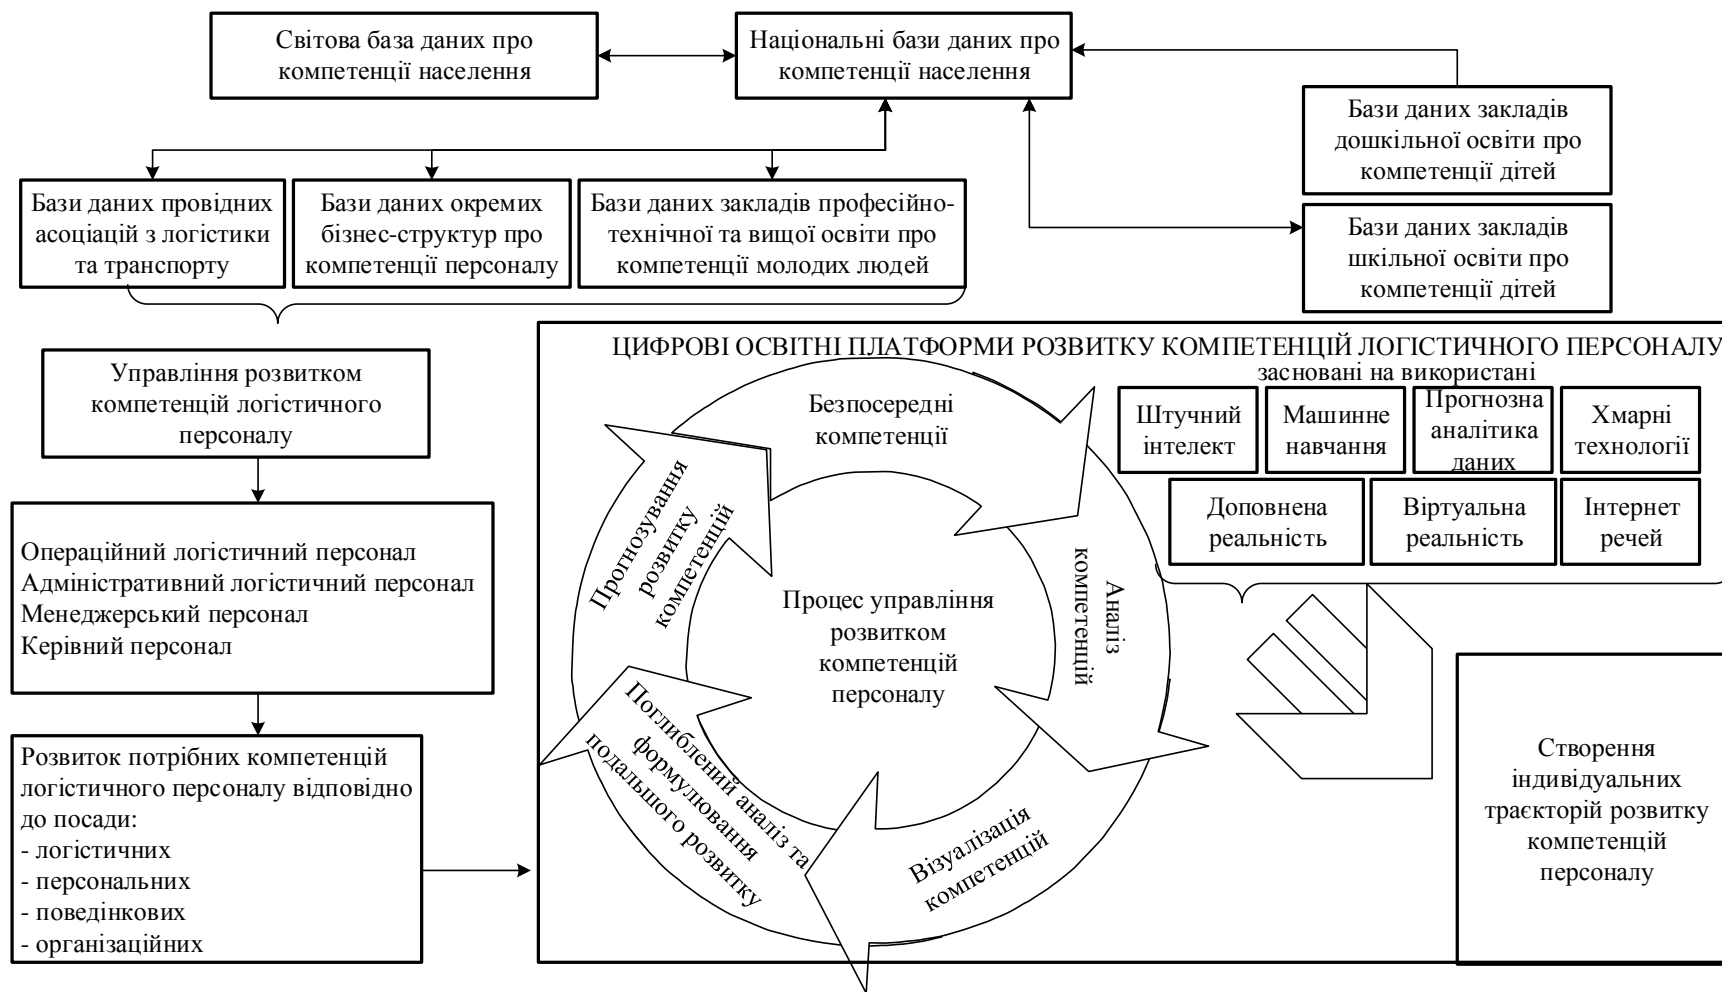 Світова база даних про
компетенції населення
Національні бази даних про
компетенції населення
Бази даних закладів
дошкільної освіти про
компетенції дітей
Бази даних провідних
асоціацій з логістики
та транспорту
Бази даних окремих
бізнес-структур про
компетенції персоналу
Бази даних закладів професійно-
технічної та вищої освіти про
компетенції молодих людей
Бази даних закладів
шкільної освіти про
компетенції дітей
Управління розвитком
компетенцій логістичного
персоналу
Операційний логістичний персонал
Адміністративний логістичний персонал
Менеджерський персонал
Керівний персонал
Розвиток потрібних компетенцій
логістичного персоналу відповідно
до посади:
- логістичних
- персональних
- поведінкових
- організаційних
ЦИФРОВІ ОСВІТНІ ПЛАТФОРМИ РОЗВИТКУ КОМПЕТЕНЦІЙ ЛОГІСТИЧНОГО ПЕРСОНАЛУ
засновані на використані
Штучний
інтелект
Машинне
навчання
Прогнозна
аналітика
даних
Хмарні
технології
Доповнена
реальність
Віртуальна
реальність
Інтернет
речей
Безпосередні
компетенції
Аналіз
компетенцій
Візуалізація
компетенцій
Поглиблений аналіз та
формулювання
подальшого розвитку
Прогнозування
розвитку
компетенцій
Процес управління
розвитком
компетенцій
персоналу
Створення
індивідуальних
траєкторій розвитку
компетенцій
персоналу